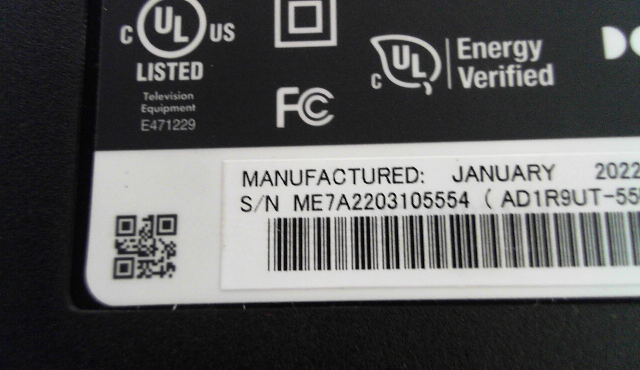 C UL US
LISTED
Television
Equipment
E471229
FC
C UL Energy
Verified
MANUFACTURED: JANUARY 2022
S/N ME7A2203105554 ( AD1R9UT-55